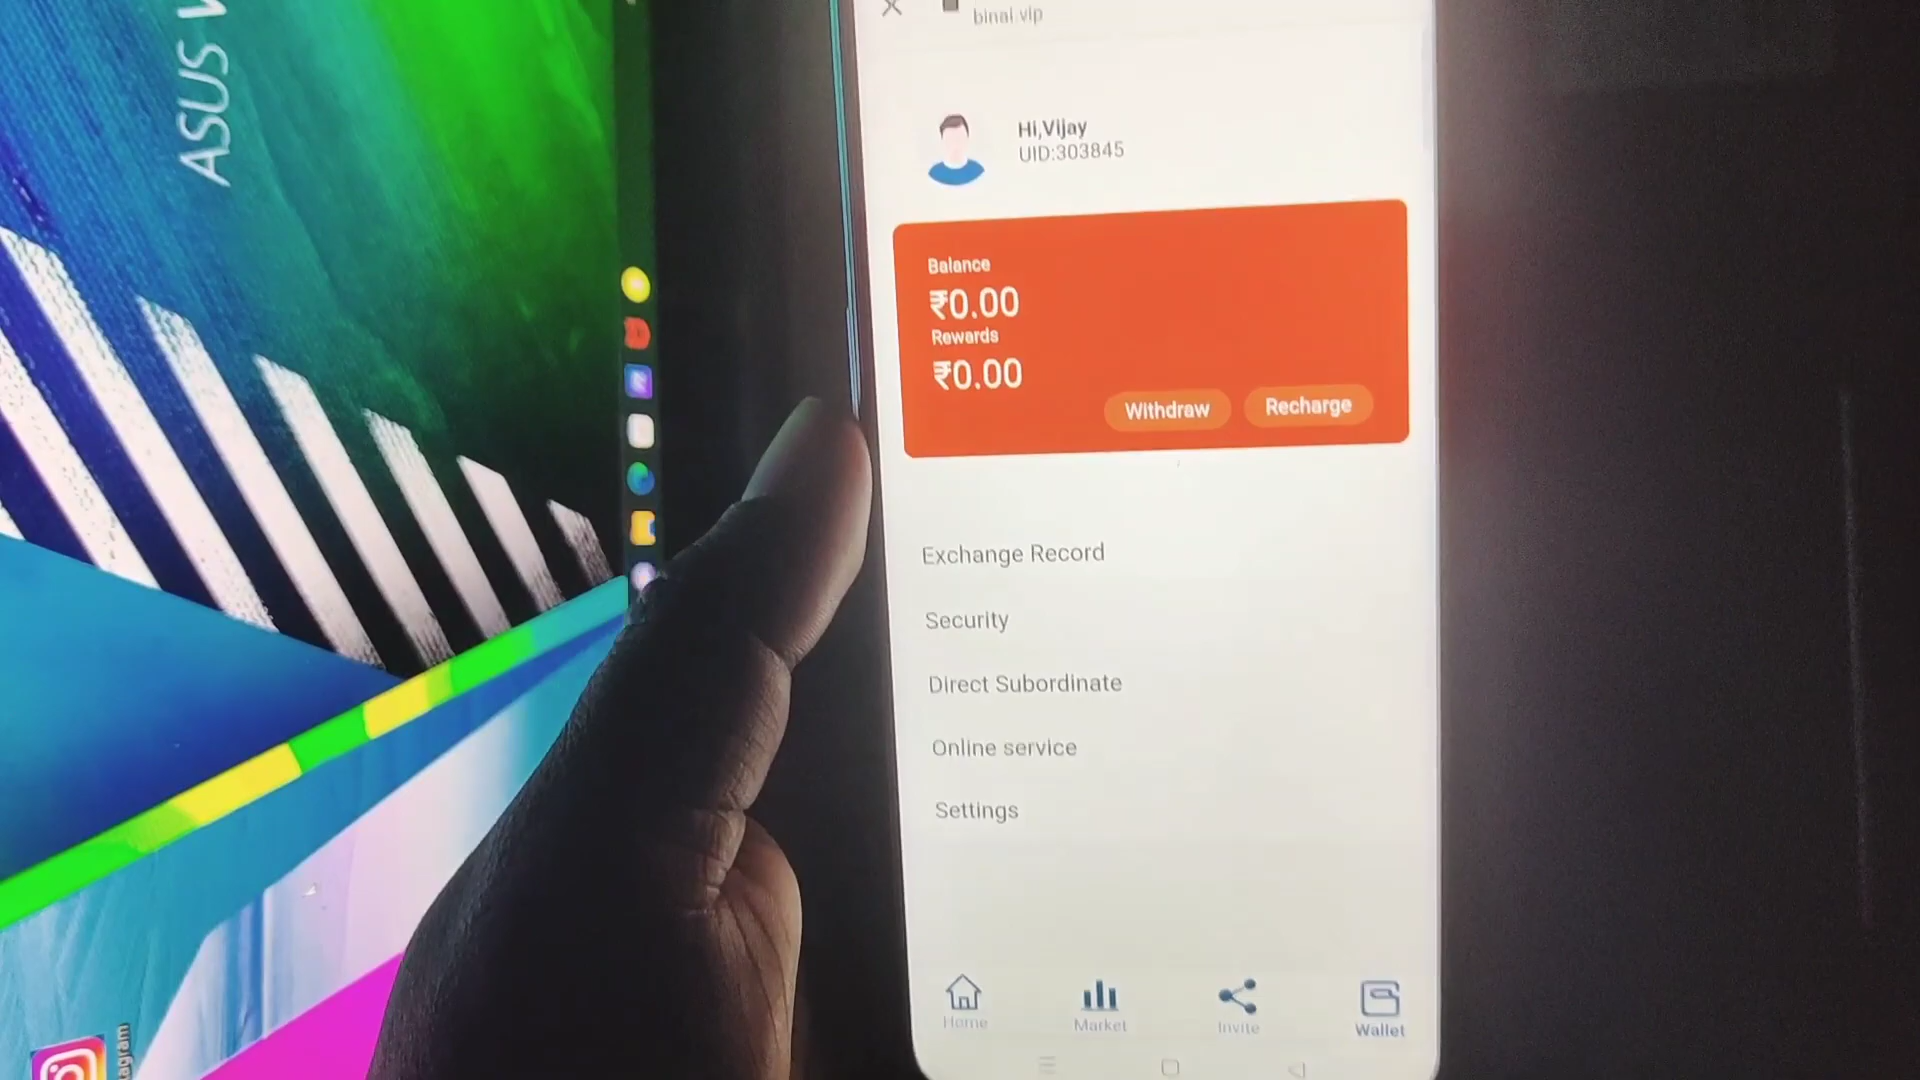 ASUS
binai.vip
Hi,Vijay
UID:303845
Balance
₹0.00
Rewards
₹0.00
Withdraw
Recharge
Exchange Record
Security
Direct Subordinate
Online service
Settings
Home
Market
Invite
Wallet